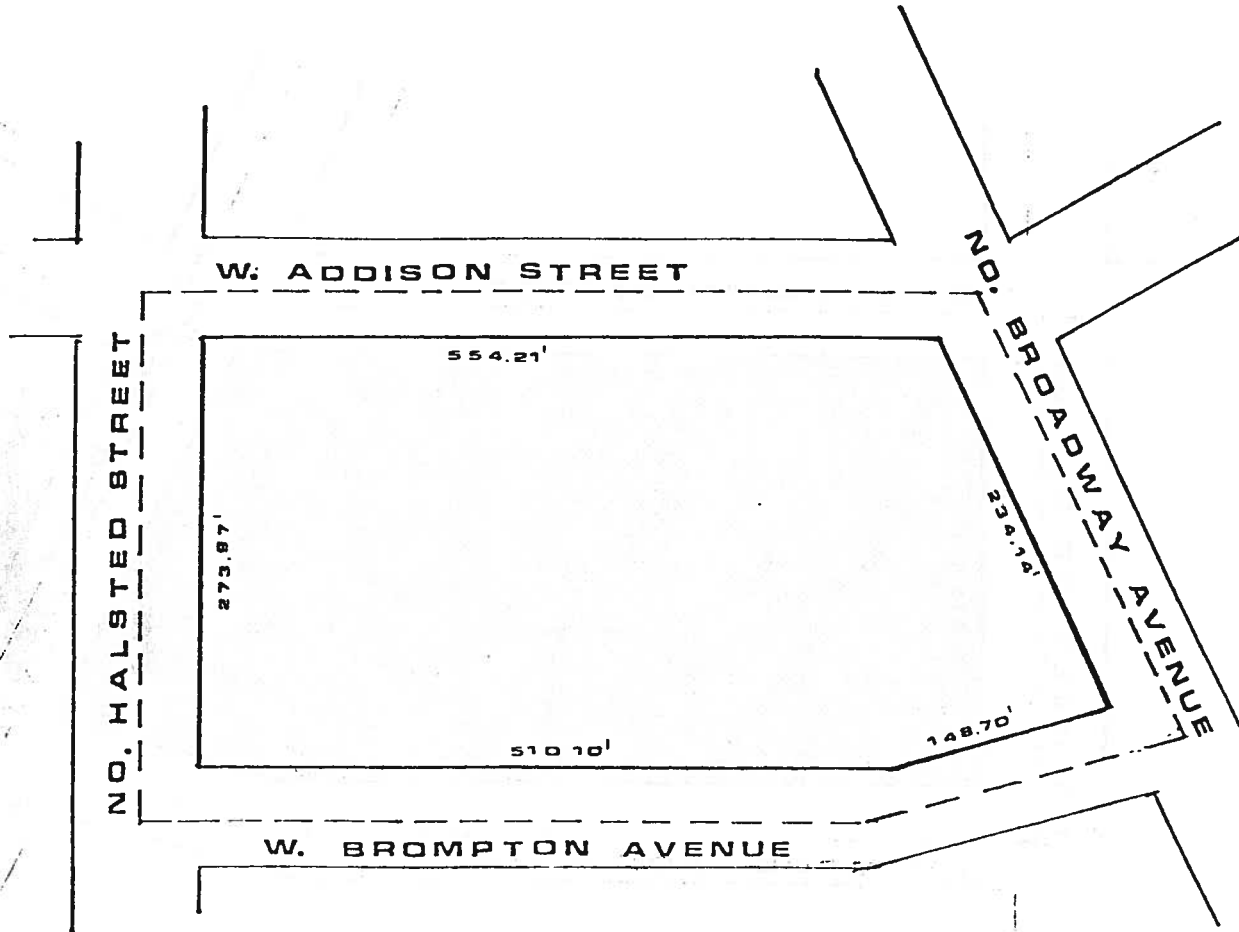 W. ADDISON STREET
NO. BROADWAY AVENUE
554.21'
NO. HALSTED STREET
273.97'
234.14'
148.70'
510 10'
W. BROMPTON AVENUE